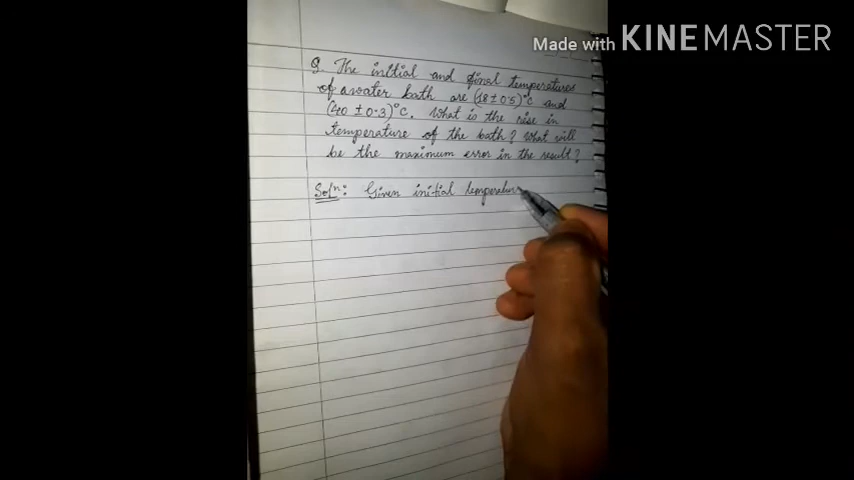 Made with KINEMASTER
Q. The initial and final temperatures
of a water bath are (18 ± 0.5)°C and
(40 ± 0.3)°C. What is the rise in
temperature of the bath? What will
be the maximum error in the result?
Solⁿ: Given initial temperatur